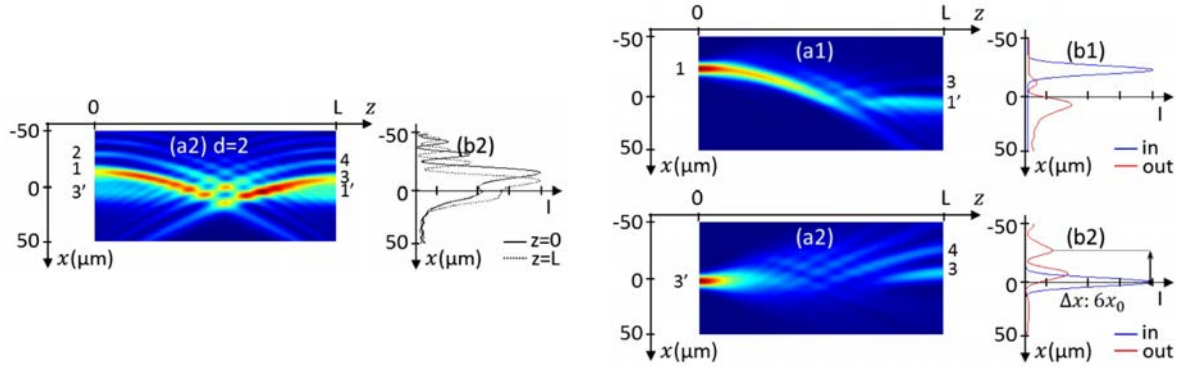 0 L z
-50
0
50
x(μm)
2
1
3′
(a2) d=2
4
3
1′
-50
0
50
x(μm)
(b2)
I
z=0
z=L
0 L z
-50
0
50
x(μm)
1
(a1)
3
1′
-50
0
50
x(μm)
(b1)
I
in
out
0 L z
-50
0
50
x(μm)
3′
(a2)
4
3
-50
0
50
x(μm)
(b2)
I
Δx: 6x₀
in
out